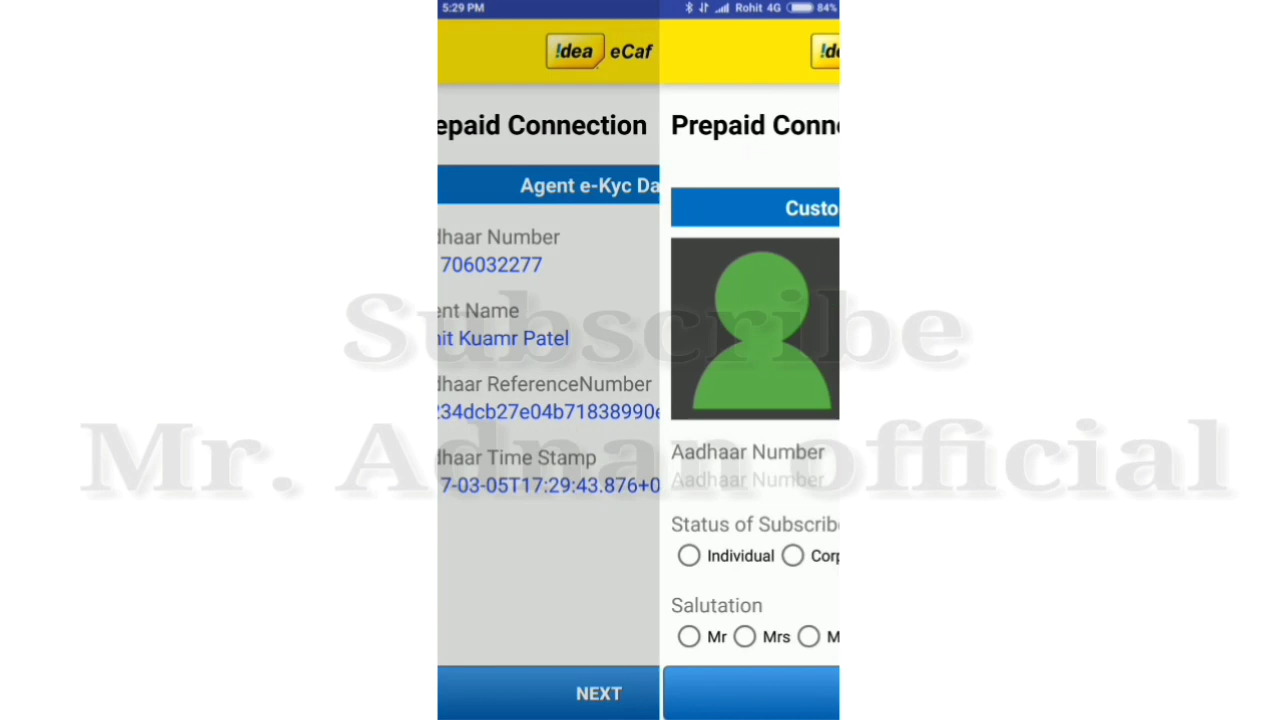 5:29 PM
Rohit 4G 84%
!dea eCaf
!de
epaid Connection
Prepaid Conn
Agent e-Kyc Da
Custo
dhaar Number
706032277
ent Name
it Kuamr Patel
dhaar ReferenceNumber
234dcb27e04b71838990e
dhaar Time Stamp
7-03-05T17:29:43.876+0
NEXT
Aadhaar Number
Aadhaar Number
Status of Subscrib
Individual Corp
Salutation
Mr Mrs M
Subscribe
Mr. Adnan official